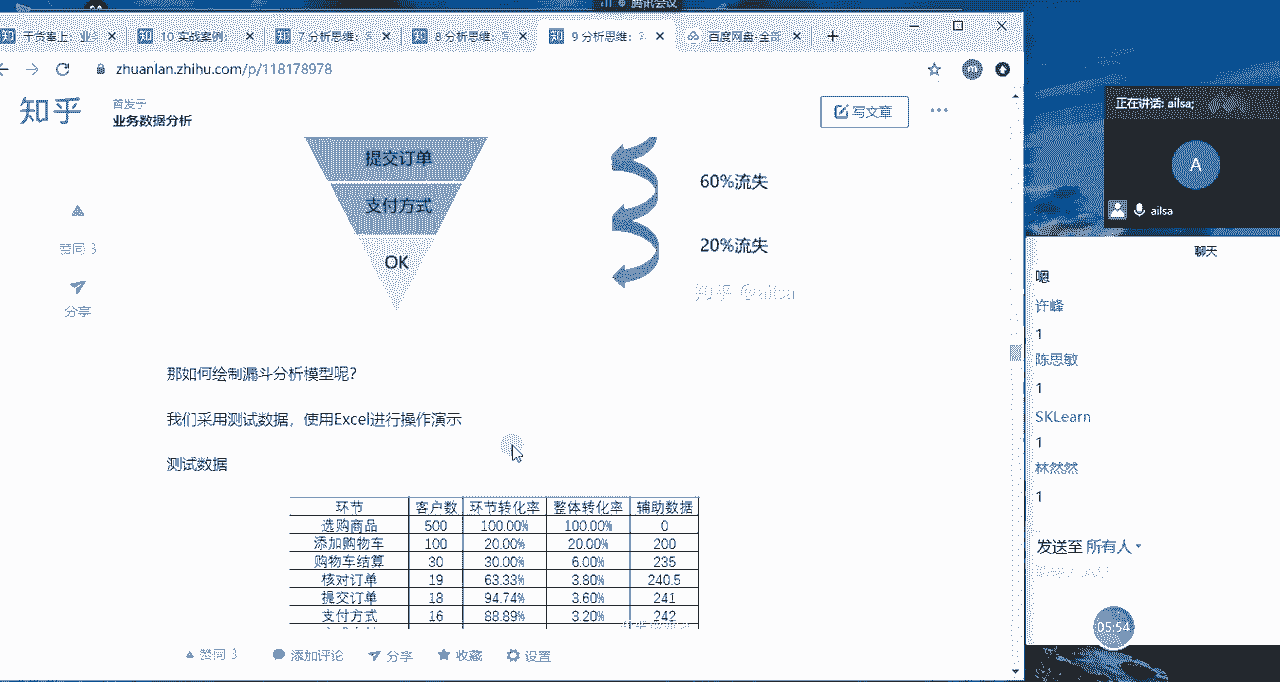 腾讯会议
干货奉上：业务
10 实战案例：
7 分析思维：
8 分析思维：
9 分析思维：
百度网盘-全部
zhuanlan.zhihu.com/p/118178978
知乎
首发于
业务数据分析
写文章
提交订单
支付方式
OK
60%流失
20%流失
知乎 @ailsa
赞同 3
分享
那如何绘制漏斗分析模型呢？
我们采用测试数据，使用Excel进行操作演示
测试数据
环节 客户数 环节转化率 整体转化率 辅助数据
选购商品 500 100.00% 100.00% 0
添加购物车 100 20.00% 20.00% 200
购物车结算 30 30.00% 6.00% 235
核对订单 19 63.33% 3.80% 240.5
提交订单 18 94.74% 3.60% 241
支付方式 16 88.89% 3.20% 242
赞同 3 添加评论 分享 收藏 设置
正在讲话: ailsa;
A
ailsa
聊天
嗯
许峰
1
陈思敏
1
SKLearn
1
林然然
1
发送至 所有人
05:54